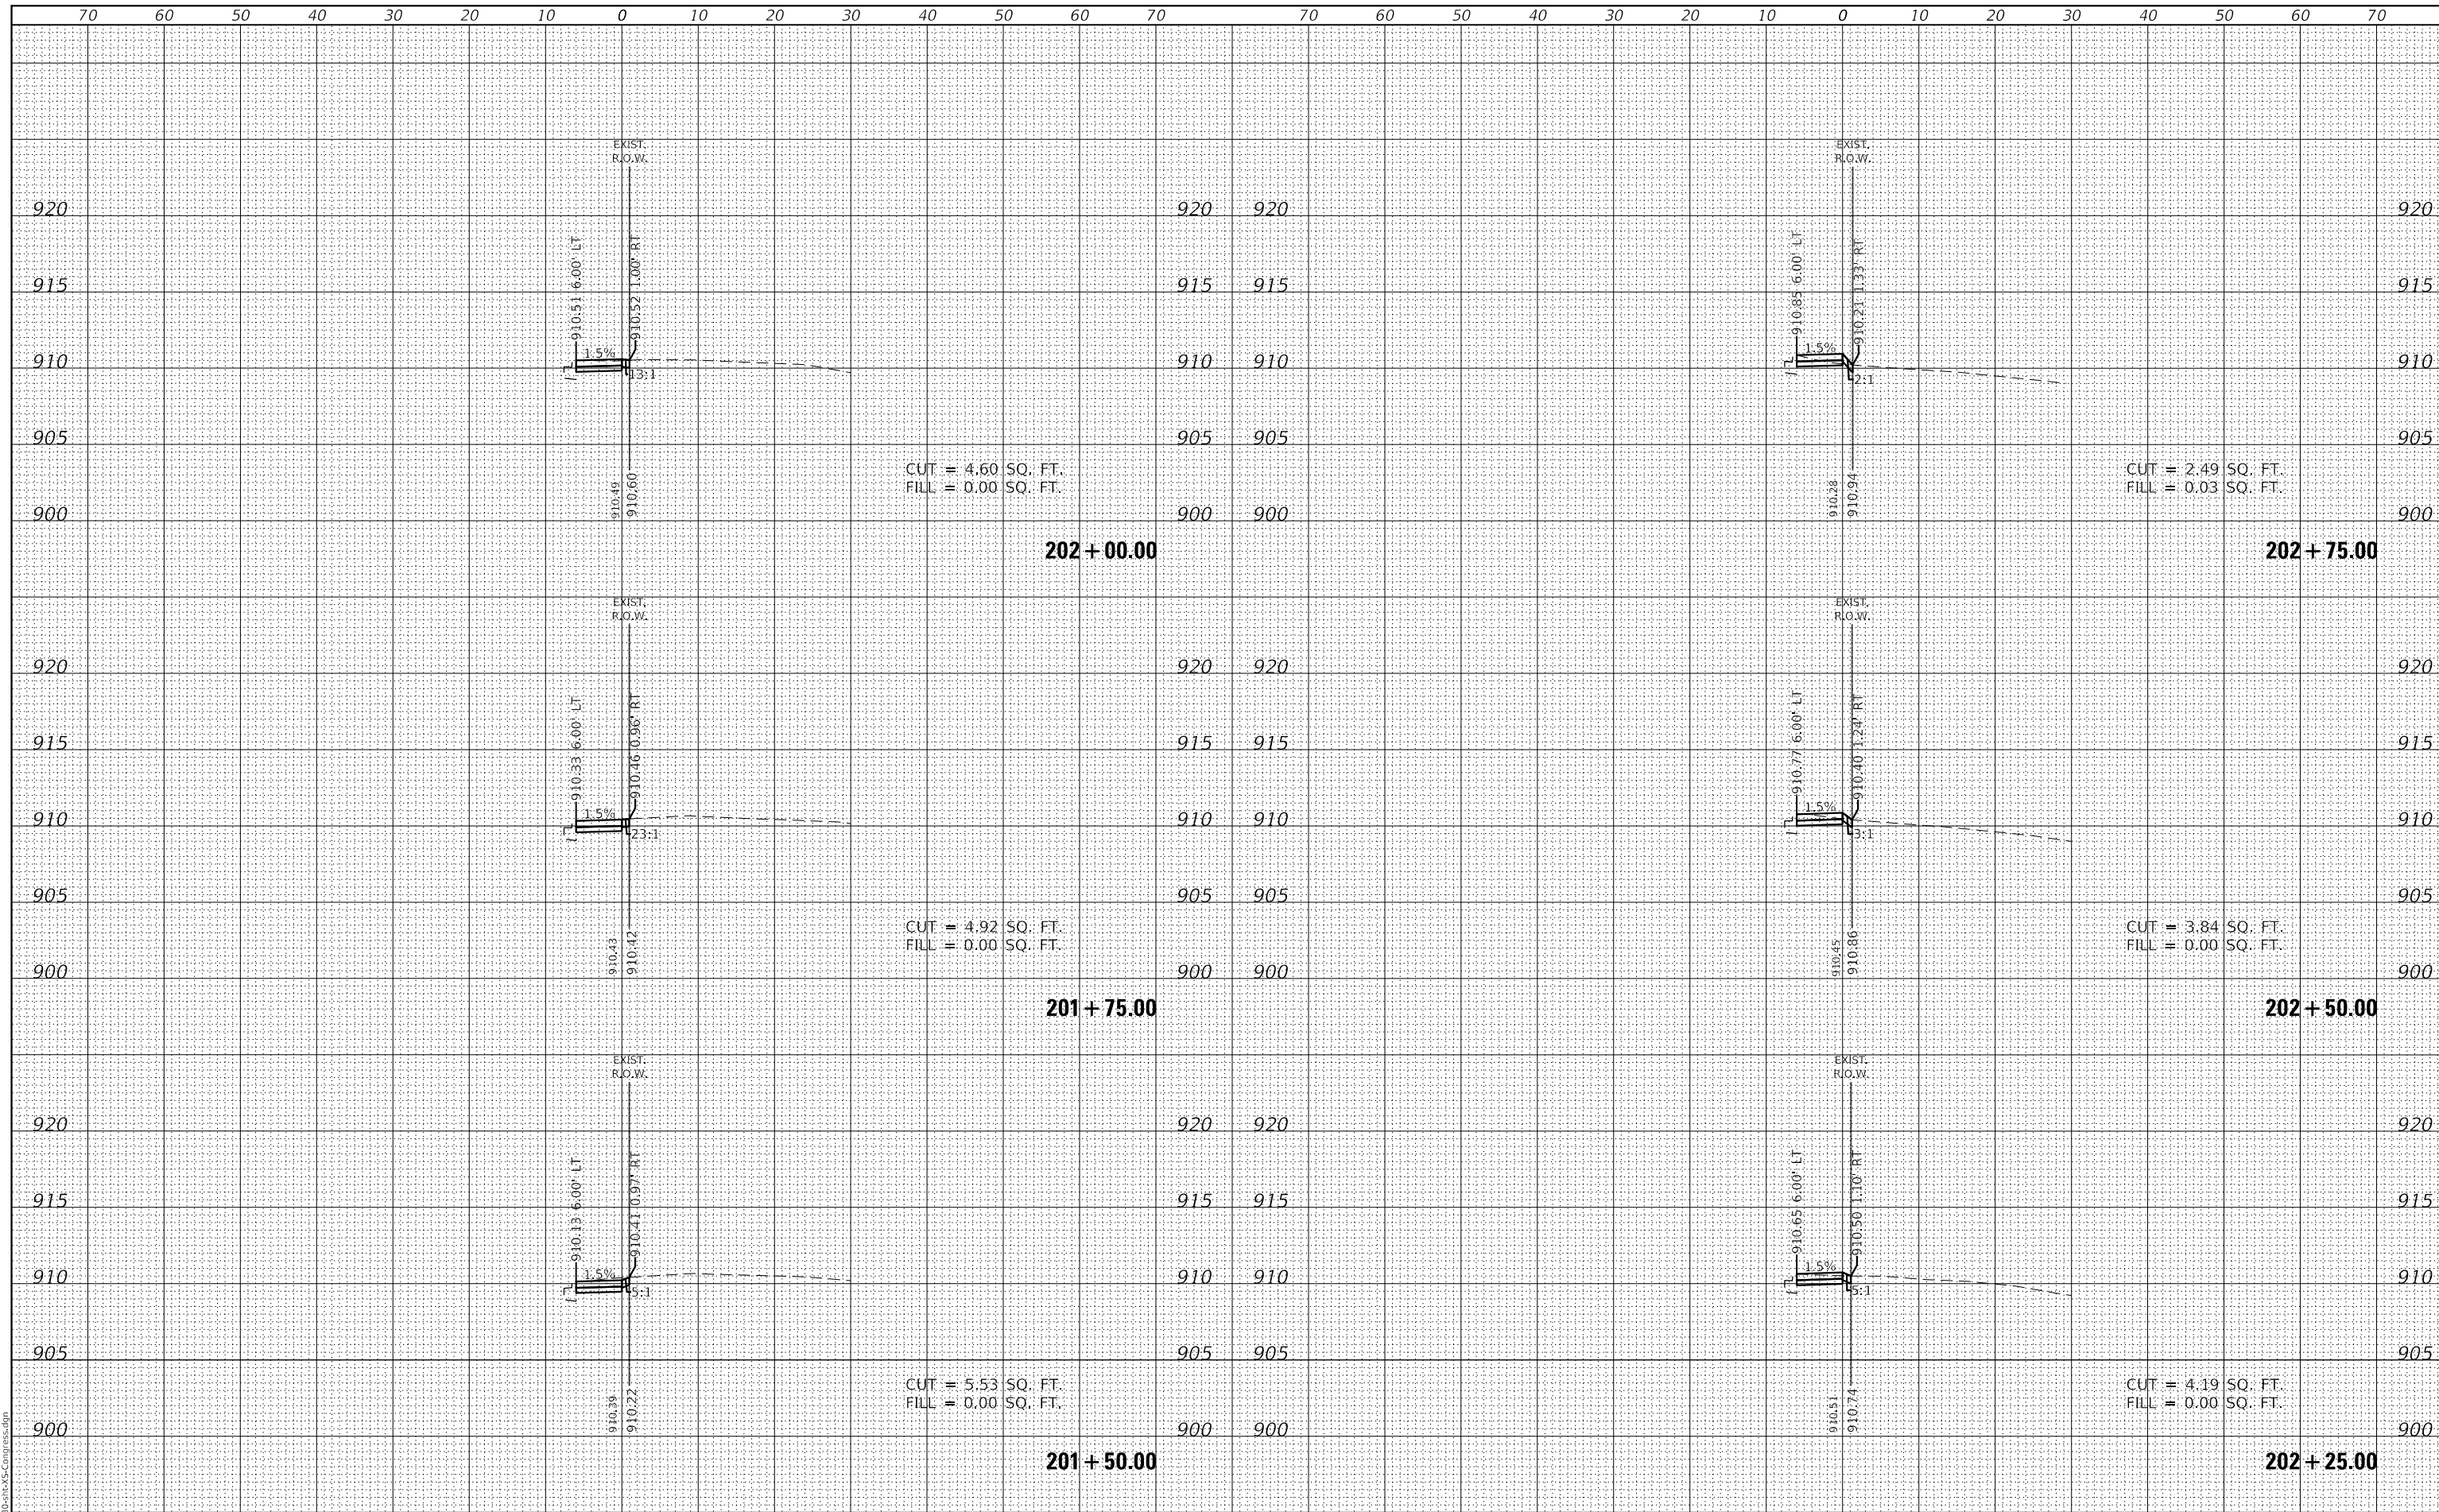 70 60 50 40 30 20 10 0 10 20 30 40 50 60 70 70 60 50 40 30 20 10 0 10 20 30 40 50 60 70
EXIST.
R.O.W.
920 920
915 915
910 910
905 905
900 900
910.51 6.00' LT
910.52 1.00' RT
1.5%
13:1
910.49
910.60
CUT = 4.60 SQ. FT.
FILL = 0.00 SQ. FT.
202+00.00
EXIST.
R.O.W.
920 920
915 915
910 910
905 905
900 900
910.85 6.00' LT
910.21 1.33' RT
1.5%
2:1
910.28
910.94
CUT = 2.49 SQ. FT.
FILL = 0.03 SQ. FT.
202+75.00
EXIST.
R.O.W.
920 920
915 915
910 910
905 905
900 900
910.33 6.00' LT
910.46 0.96' RT
1.5%
23:1
910.43
910.42
CUT = 4.92 SQ. FT.
FILL = 0.00 SQ. FT.
201+75.00
EXIST.
R.O.W.
920 920
915 915
910 910
905 905
900 900
910.77 6.00' LT
910.40 1.24' RT
1.5%
3:1
910.45
910.86
CUT = 3.84 SQ. FT.
FILL = 0.00 SQ. FT.
202+50.00
EXIST.
R.O.W.
920 920
915 915
910 910
905 905
900 900
910.13 6.00' LT
910.41 0.97' RT
1.5%
5:1
910.39
910.22
CUT = 5.53 SQ. FT.
FILL = 0.00 SQ. FT.
201+50.00
EXIST.
R.O.W.
920 920
915 915
910 910
905 905
900 900
910.65 6.00' LT
910.50 1.10' RT
1.5%
5:1
910.51
910.74
CUT = 4.19 SQ. FT.
FILL = 0.00 SQ. FT.
202+25.00
-sht-XS-Congress.dgn